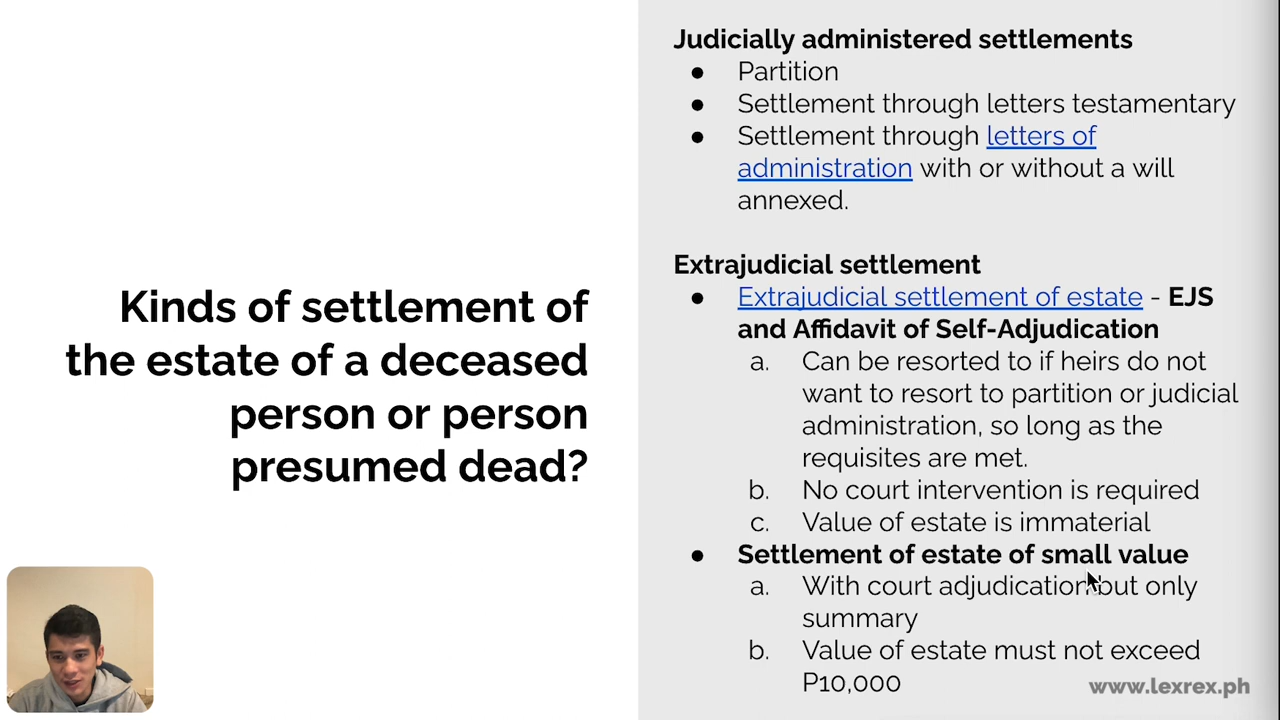 Kinds of settlement of
the estate of a deceased
person or person
presumed dead?
Judicially administered settlements
● Partition
● Settlement through letters testamentary
● Settlement through letters of
administration with or without a will
annexed.
Extrajudicial settlement
● Extrajudicial settlement of estate - EJS
and Affidavit of Self-Adjudication
a. Can be resorted to if heirs do not
want to resort to partition or judicial
administration, so long as the
requisites are met.
b. No court intervention is required
c. Value of estate is immaterial
● Settlement of estate of small value
a. With court adjudication but only
summary
b. Value of estate must not exceed
P10,000
www.lexrex.ph